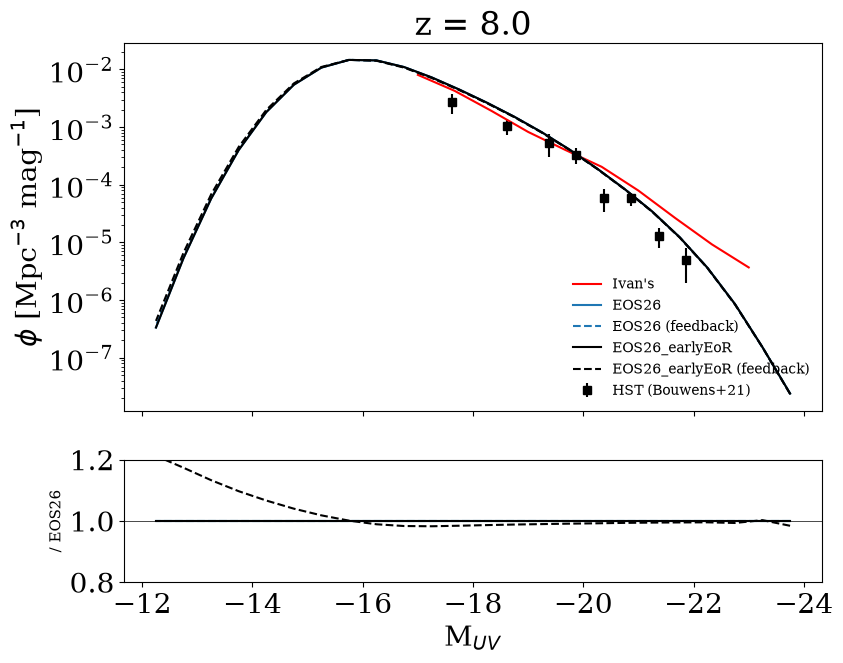 z = 8.0
10⁻²
10⁻³
10⁻⁴
10⁻⁵
10⁻⁶
10⁻⁷
ϕ [Mpc⁻³ mag⁻¹]
Ivan's
EOS26
EOS26 (feedback)
EOS26_earlyEoR
EOS26_earlyEoR (feedback)
HST (Bouwens+21)
1.2
1.0
0.8
/ EOS26
−12 −14 −16 −18 −20 −22 −24
M_UV